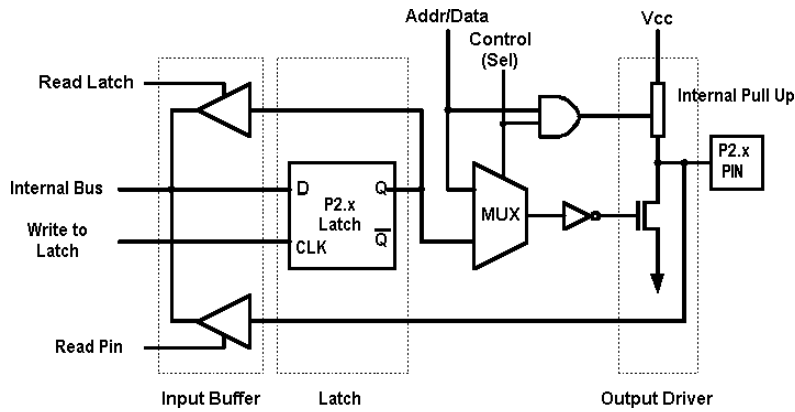 Addr/Data
Vcc
Control
(Sel)
Read Latch
Internal Pull Up
P2.x
PIN
Internal Bus
D
Q
P2.x
Latch
MUX
Write to
Latch
CLK
Q
Read Pin
Input Buffer
Latch
Output Driver